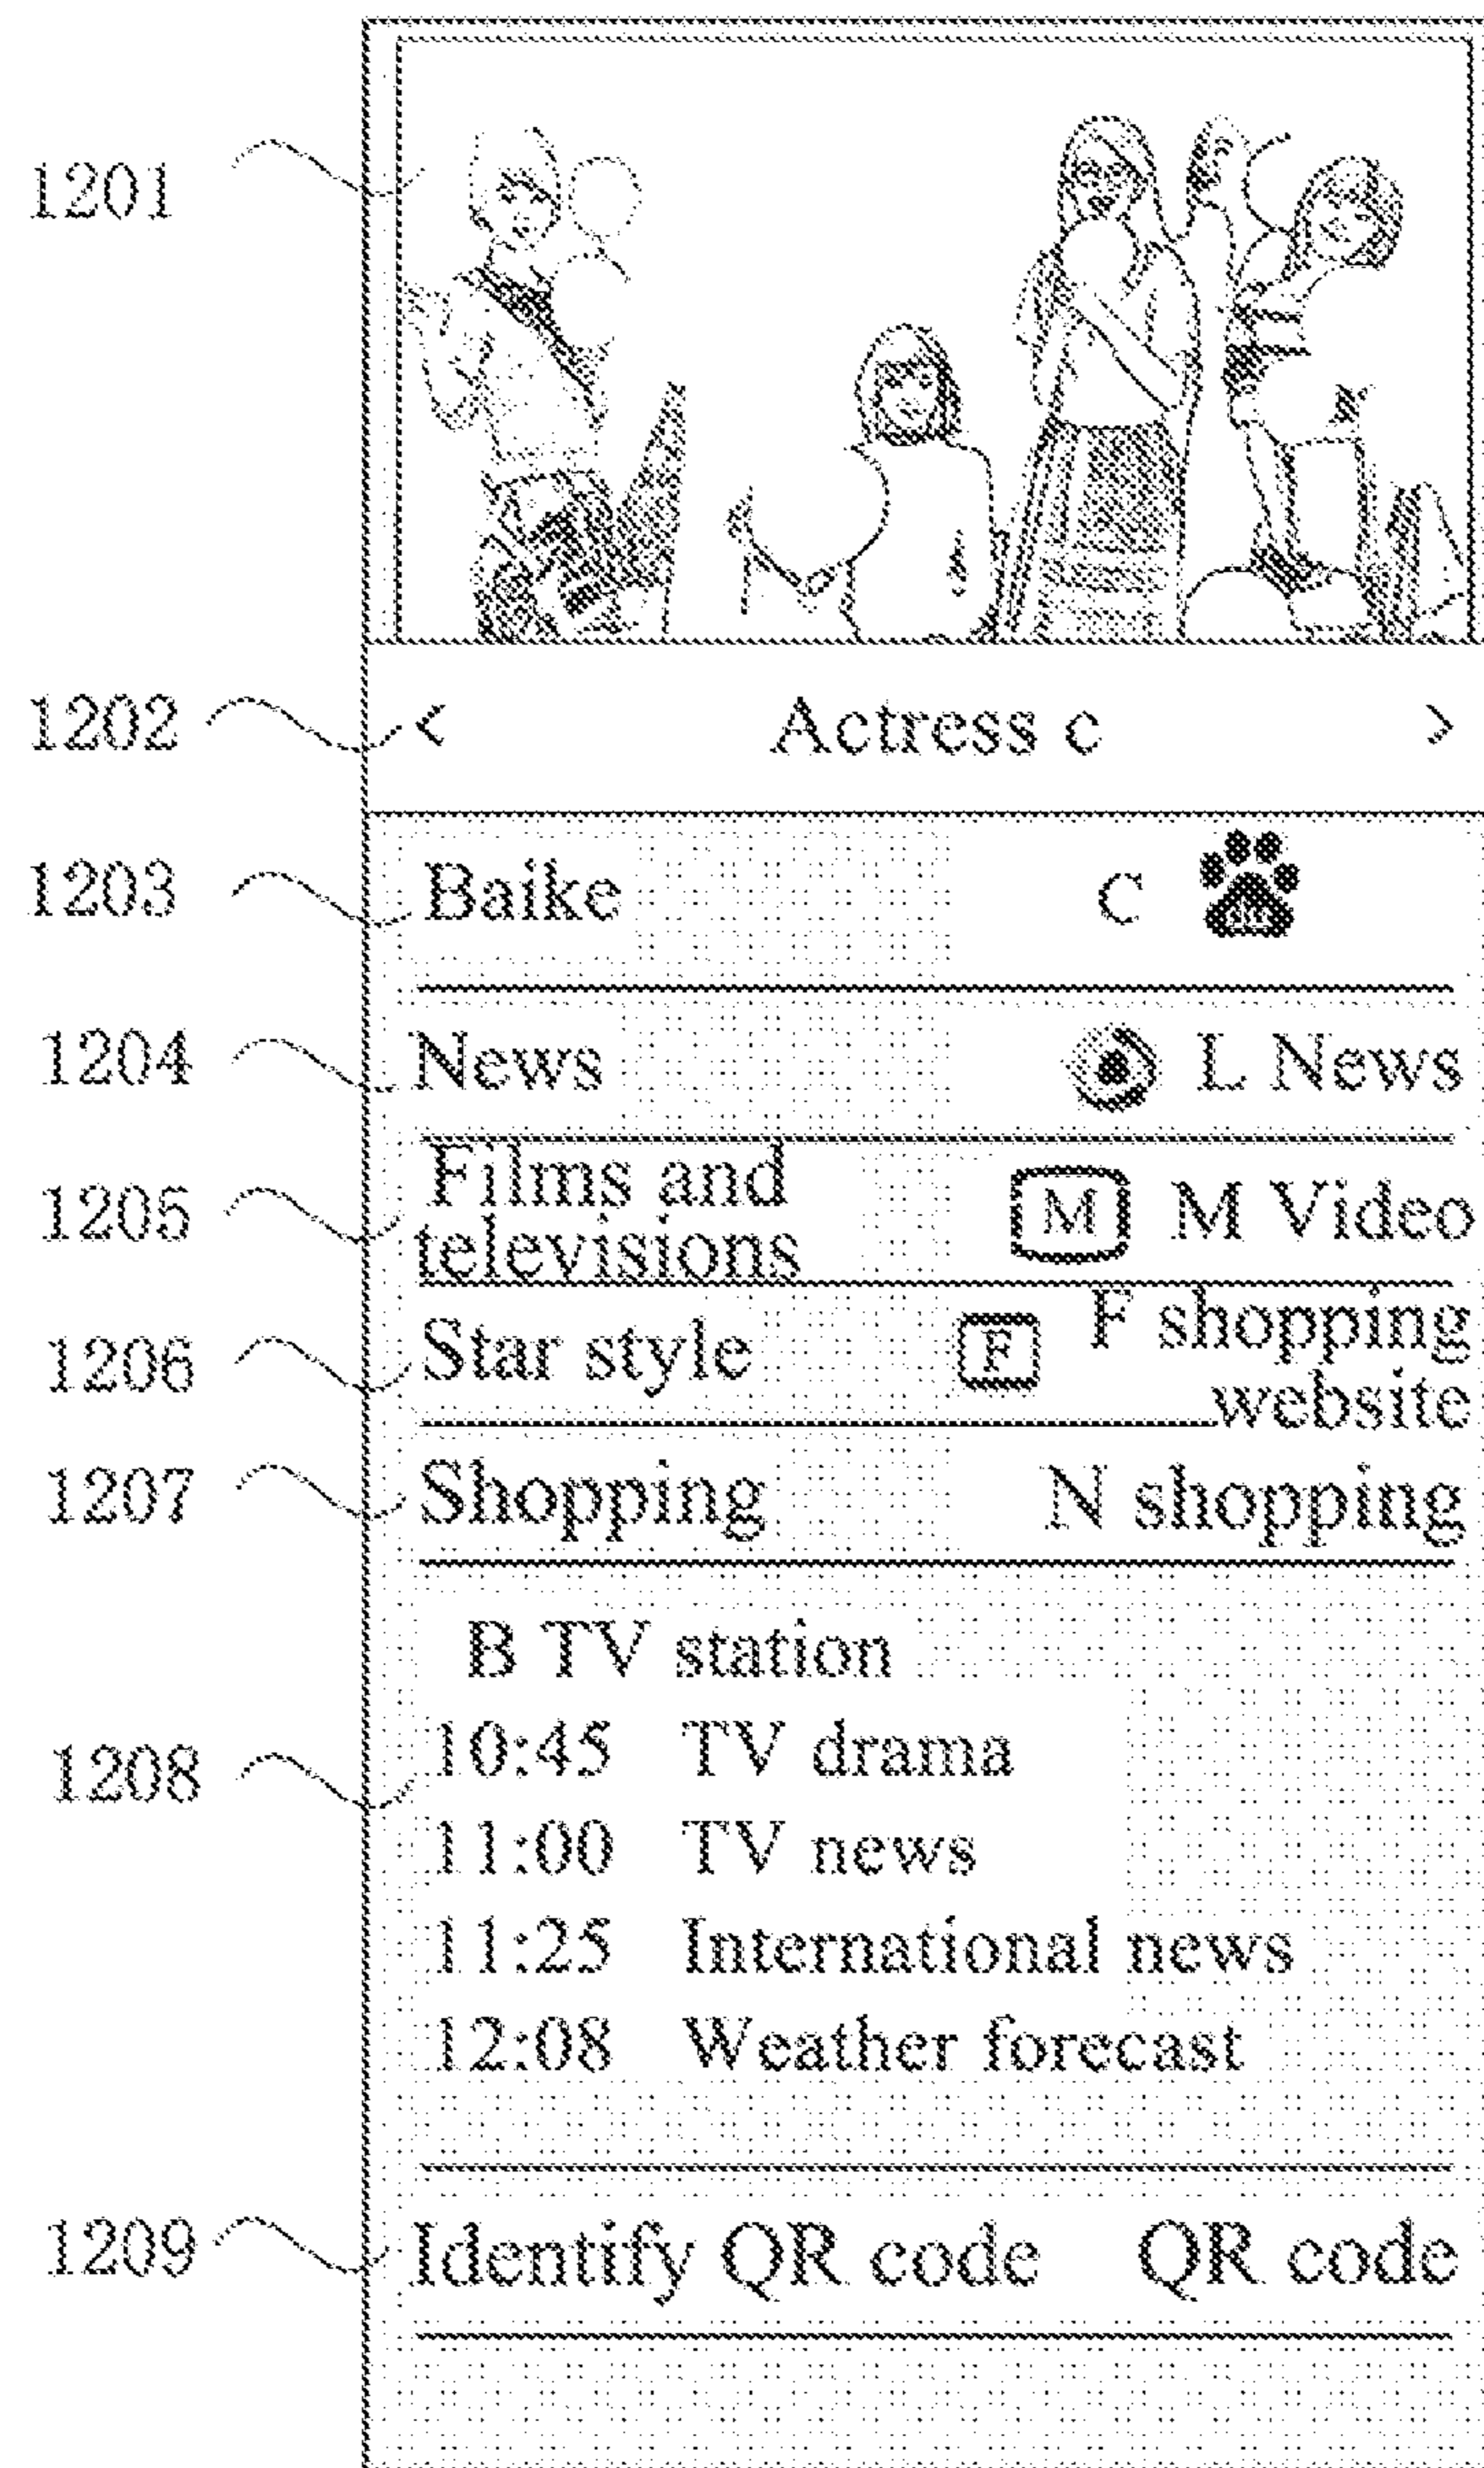 1201
1202 < Actress c >
1203 Baike C
1204 News L News
1205 Films and televisions M M Video
1206 Star style F F shopping website
1207 Shopping N shopping
B TV station
1208 10:45 TV drama
11:00 TV news
11:25 International news
12:08 Weather forecast
1209 Identify QR code QR code